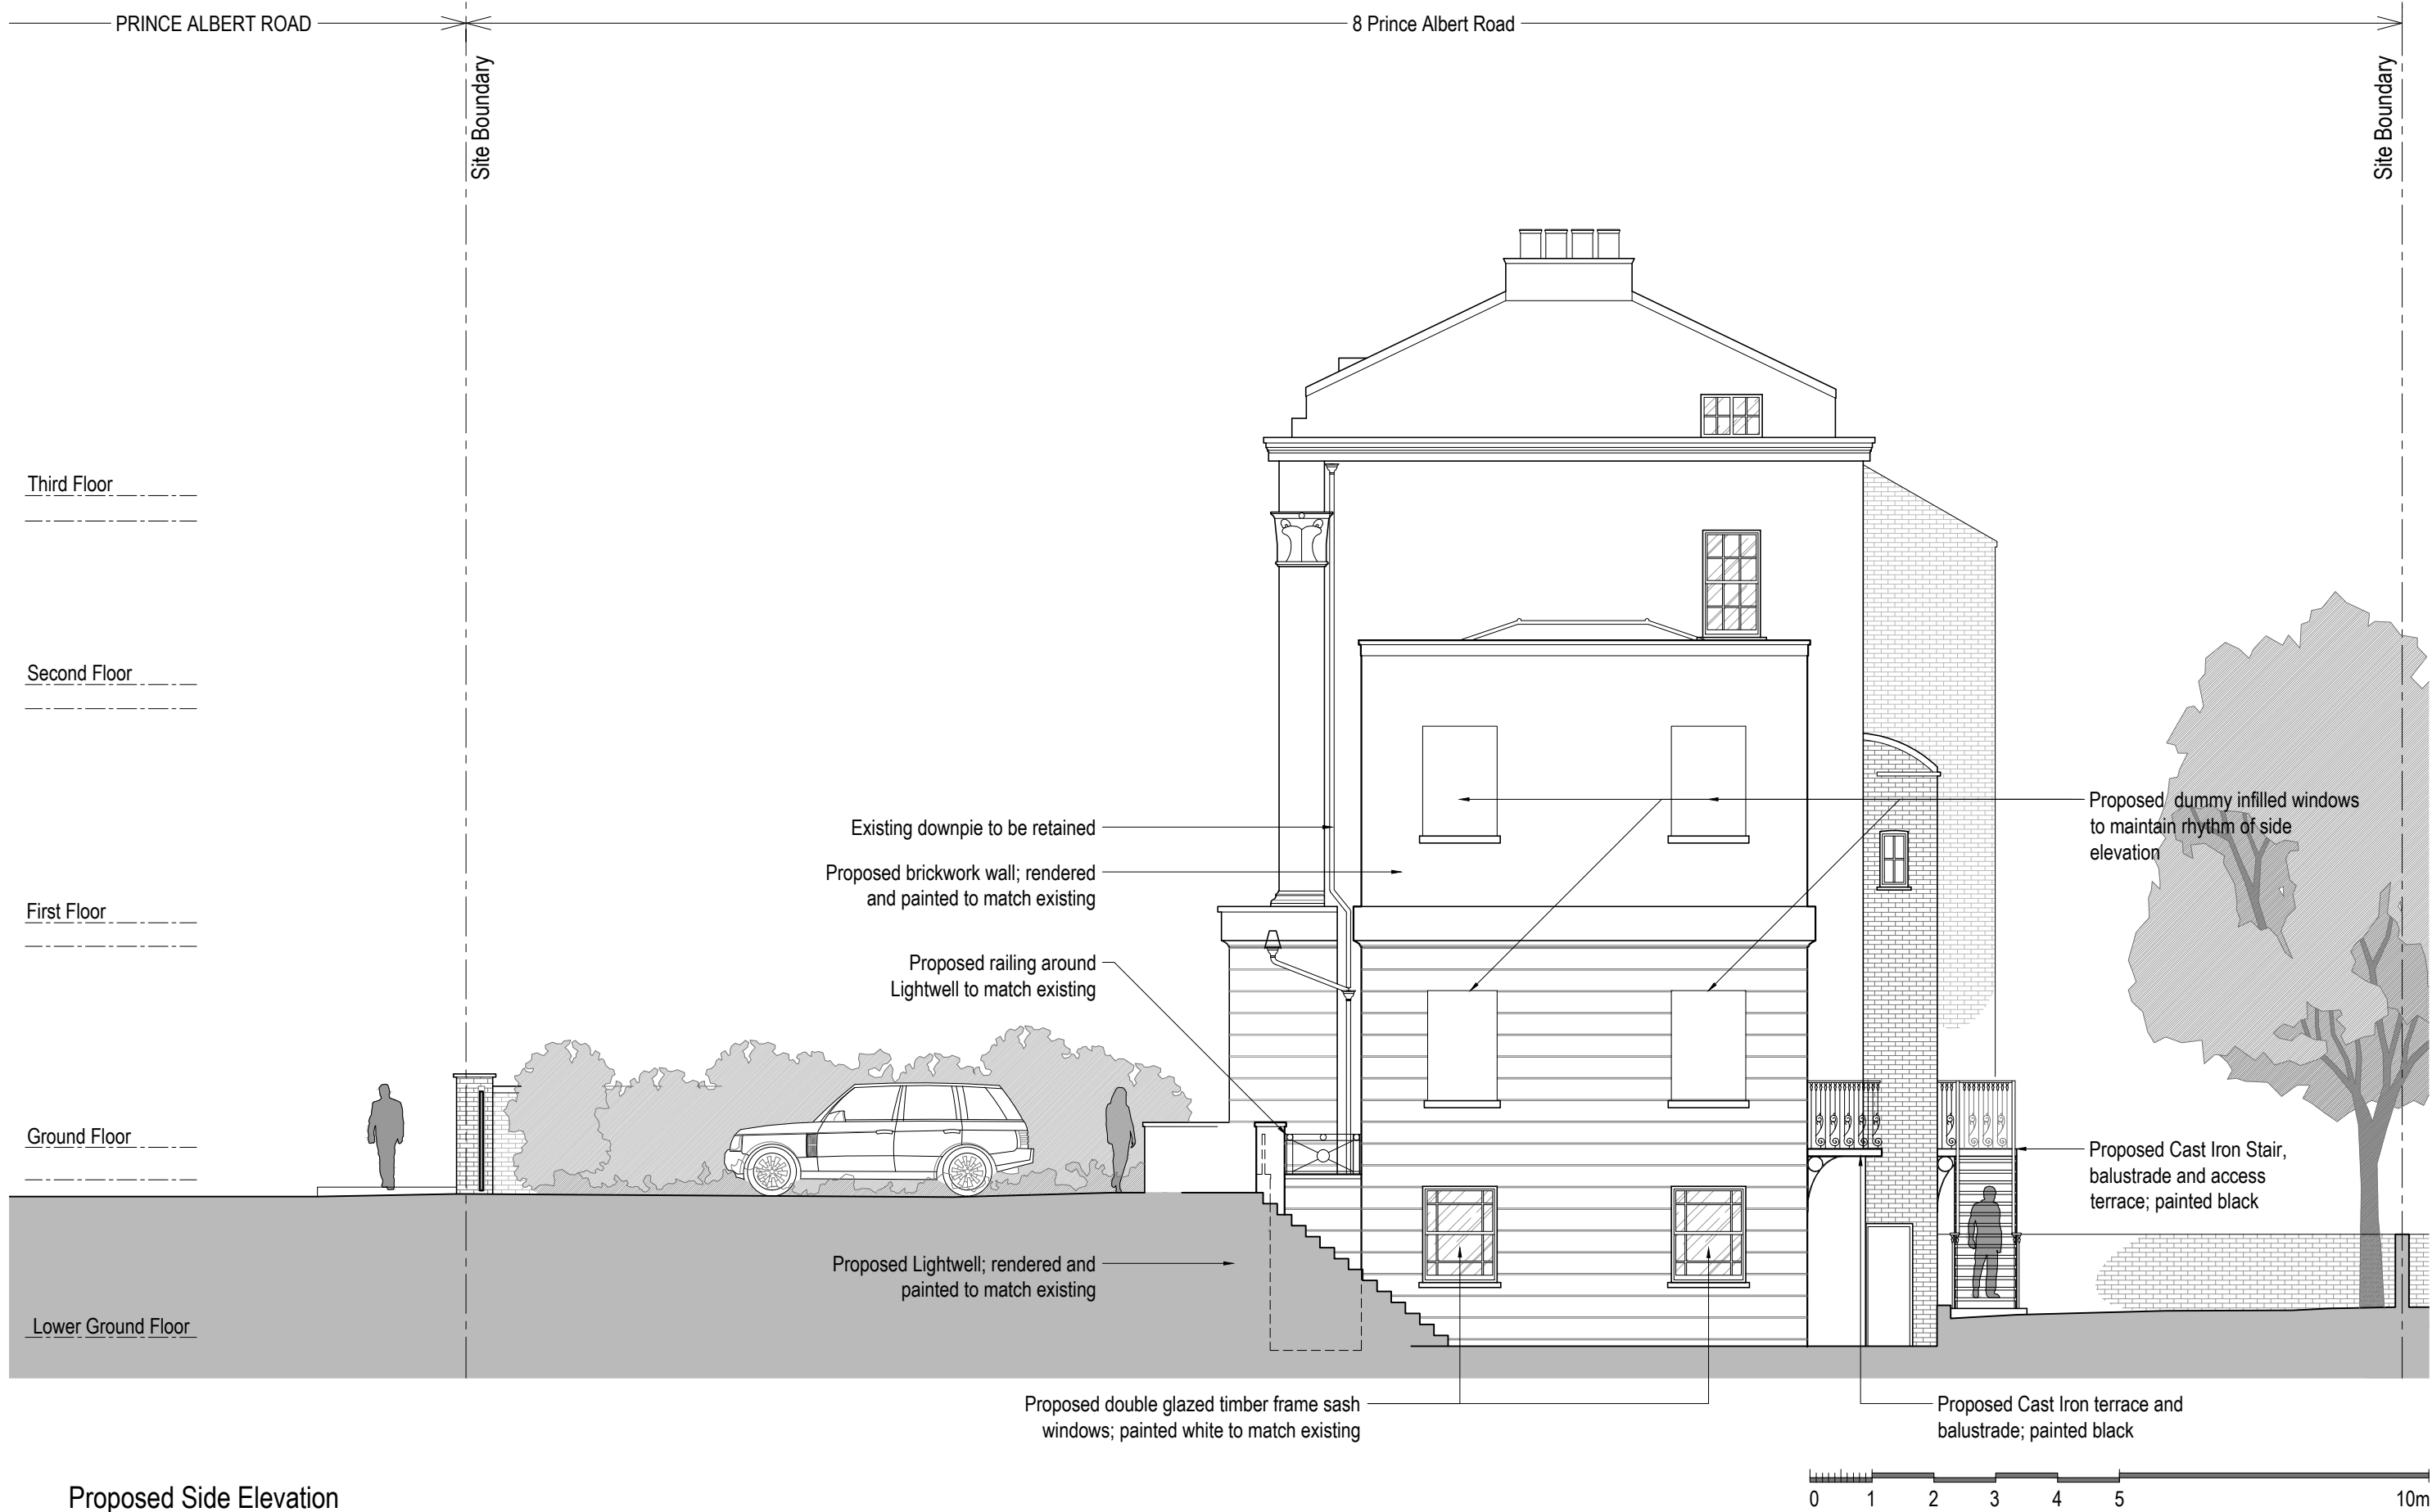 PRINCE ALBERT ROAD
8 Prince Albert Road
Site Boundary
Site Boundary
Third Floor
Second Floor
First Floor
Ground Floor
Lower Ground Floor
Existing downpie to be retained
Proposed brickwork wall; rendered
and painted to match existing
Proposed railing around
Lightwell to match existing
Proposed Lightwell; rendered and
painted to match existing
Proposed dummy infilled windows
to maintain rhythm of side
elevation
Proposed Cast Iron Stair,
balustrade and access
terrace; painted black
Proposed double glazed timber frame sash
windows; painted white to match existing
Proposed Cast Iron terrace and
balustrade; painted black
Proposed Side Elevation
0 1 2 3 4 5 10m